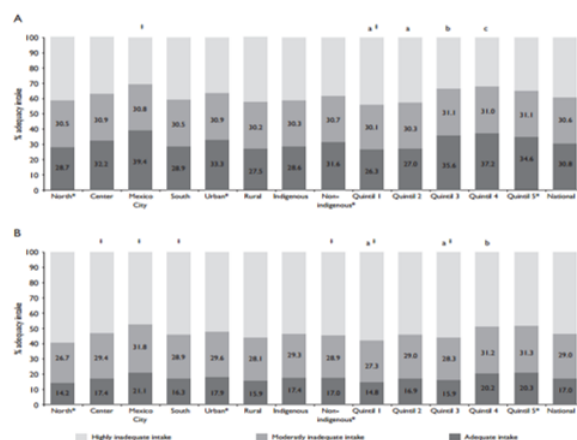 A
‡ a ‡ a b c
% adequacy intake
100
90
80
70
60
50
40
30
20
10
0
30.5 30.9 30.8 30.5 30.9 30.2 30.3 30.7 30.1 30.3 31.1 31.0 31.1 30.6
28.7 32.2 39.4 28.9 33.3 27.5 28.6 31.6 26.3 27.0 35.6 37.2 34.6 30.8
North* Center Mexico City South Urban* Rural Indigenous Non-indigenous* Quintil 1 Quintil 2 Quintil 3 Quintil 4 Quintil 5* National
B
‡ ‡ ‡ ‡ a ‡ a ‡ b
% adequacy intake
100
90
80
70
60
50
40
30
20
10
0
26.7 29.4 31.8 28.9 29.6 28.1 29.3 28.9 27.3 29.0 28.3 31.2 31.3 29.0
14.2 17.4 21.1 16.3 17.9 15.9 17.4 17.0 14.8 16.9 15.9 20.2 20.3 17.0
North* Center Mexico City South Urban* Rural Indigenous Non-indigenous* Quintil 1 Quintil 2 Quintil 3 Quintil 4 Quintil 5* National
Highly inadequate intake Moderately inadequate intake Adequate intake